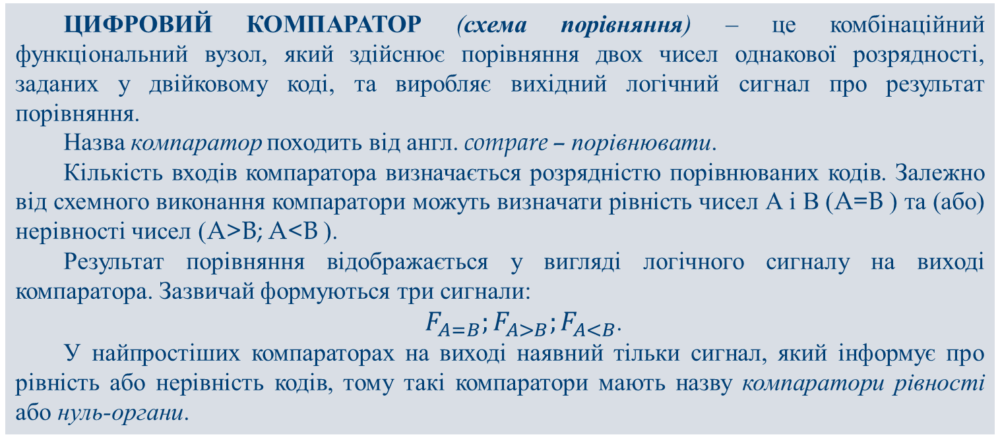 ЦИФРОВИЙ КОМПАРАТОР (схема порівняння) – це комбінаційний
функціональний вузол, який здійснює порівняння двох чисел однакової розрядності,
заданих у двійковому коді, та виробляє вихідний логічний сигнал про результат
порівняння.
Назва компаратор походить від англ. compare – порівнювати.
Кількість входів компаратора визначається розрядністю порівнюваних кодів. Залежно
від схемного виконання компаратори можуть визначати рівність чисел А і В (А=В ) та (або)
нерівності чисел (А>В; А<В ).
Результат порівняння відображається у вигляді логічного сигналу на виході
компаратора. Зазвичай формуються три сигнали:
F_{A=B}; F_{A>B}; F_{A<B}.
У найпростіших компараторах на виході наявний тільки сигнал, який інформує про
рівність або нерівність кодів, тому такі компаратори мають назву компаратори рівності
або нуль-органи.